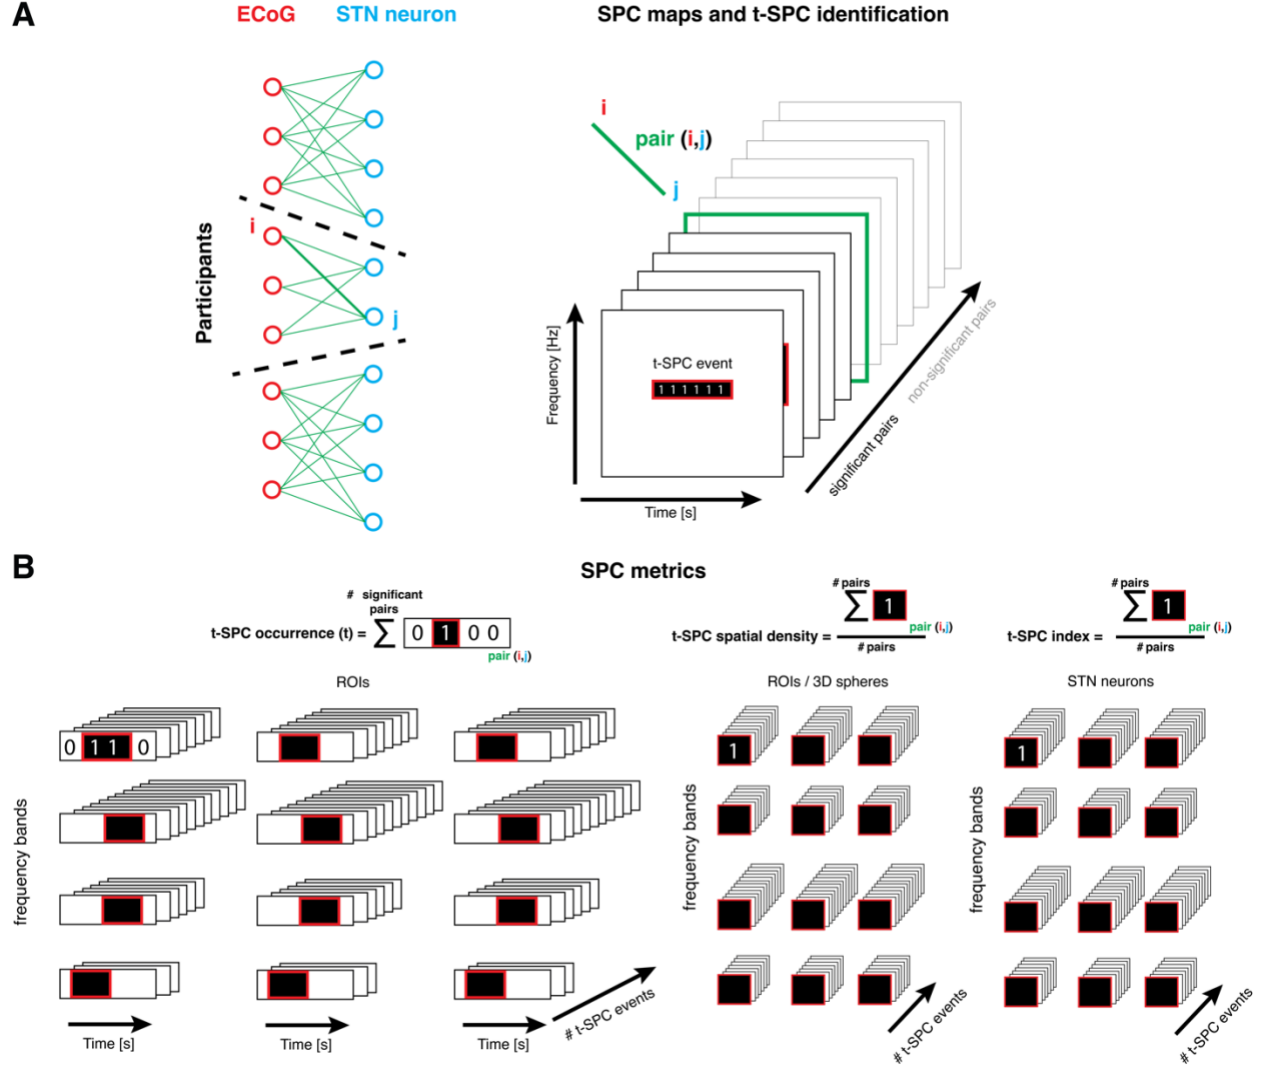 A
ECoG
STN neuron
SPC maps and t-SPC identification
Participants
i
j
i
pair (i,j)
j
Frequency [Hz]
t-SPC event
1 1 1 1 1 1
Time [s]
significant pairs
non-significant pairs
B
SPC metrics
# significant
pairs
t-SPC occurrence (t) = ∑ 0 1 0 0
pair (i,j)
ROIs
# pairs
∑ 1
pair (i,j)
t-SPC spatial density =
# pairs
ROIs / 3D spheres
# pairs
∑ 1
pair (i,j)
t-SPC index =
# pairs
STN neurons
frequency bands
0 1 1 0
Time [s]
Time [s]
Time [s]
# t-SPC events
frequency bands
1
# t-SPC events
frequency bands
1
# t-SPC events